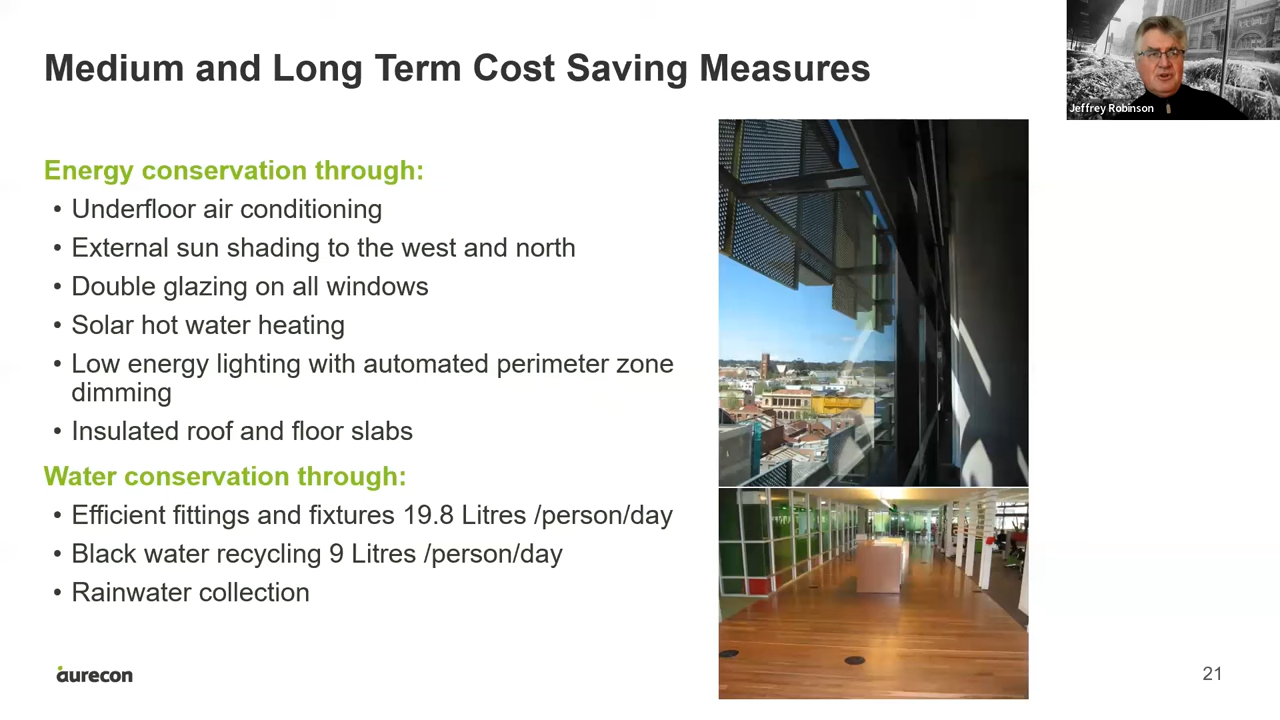 Medium and Long Term Cost Saving Measures
Jeffrey Robinson
Energy conservation through:
• Underfloor air conditioning
• External sun shading to the west and north
• Double glazing on all windows
• Solar hot water heating
• Low energy lighting with automated perimeter zone
dimming
• Insulated roof and floor slabs
Water conservation through:
• Efficient fittings and fixtures 19.8 Litres /person/day
• Black water recycling 9 Litres /person/day
• Rainwater collection
aurecon
21